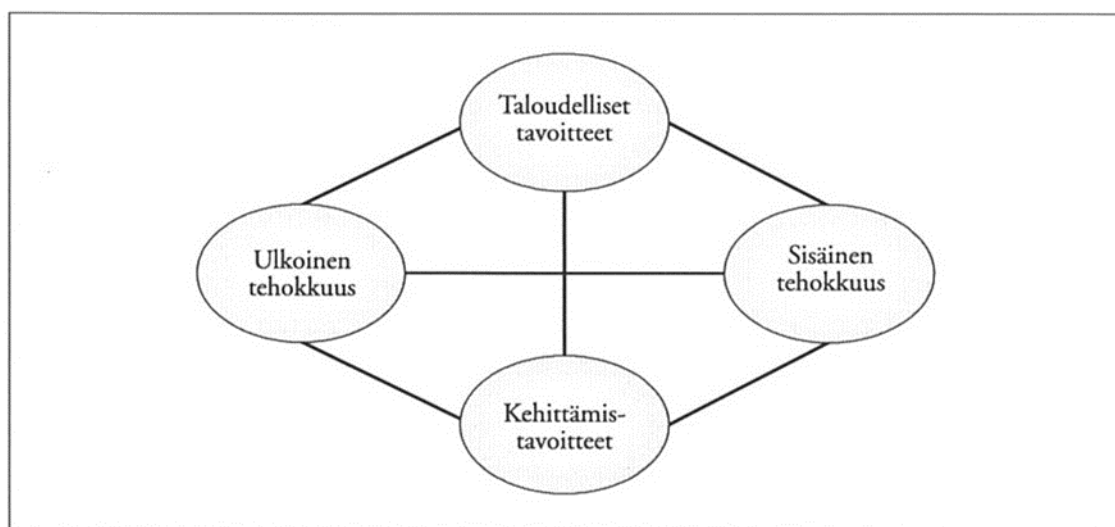 Taloudelliset
tavoitteet
Ulkoinen
tehokkuus
Sisäinen
tehokkuus
Kehittämis-
tavoitteet